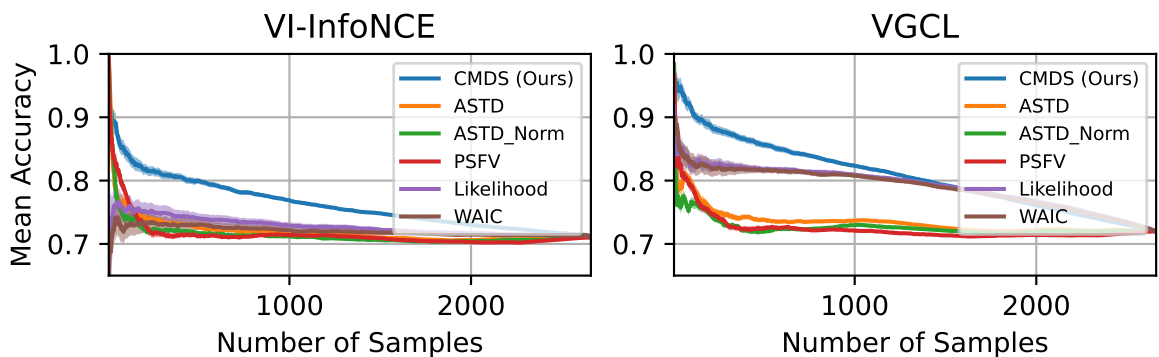 VI-InfoNCE
Mean Accuracy
1.0
0.9
0.8
0.7
CMDS (Ours)
ASTD
ASTD_Norm
PSFV
Likelihood
WAIC
1000
2000
Number of Samples
VGCL
1.0
0.9
0.8
0.7
CMDS (Ours)
ASTD
ASTD_Norm
PSFV
Likelihood
WAIC
1000
2000
Number of Samples